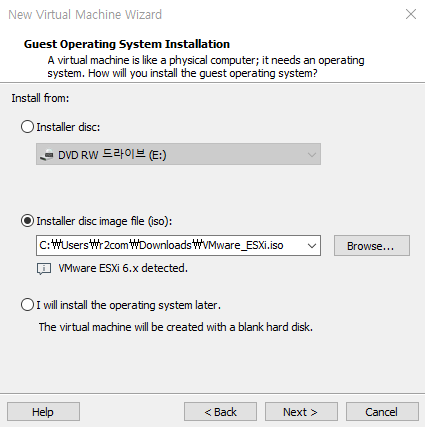 New Virtual Machine Wizard
Guest Operating System Installation
A virtual machine is like a physical computer; it needs an operating
system. How will you install the guest operating system?
Install from:
Installer disc:
DVD RW 드라이브 (E:)
Installer disc image file (iso):
C:₩Users₩r2com₩Downloads₩VMware_ESXi.iso
Browse...
VMware ESXi 6.x detected.
I will install the operating system later.
The virtual machine will be created with a blank hard disk.
Help < Back Next > Cancel